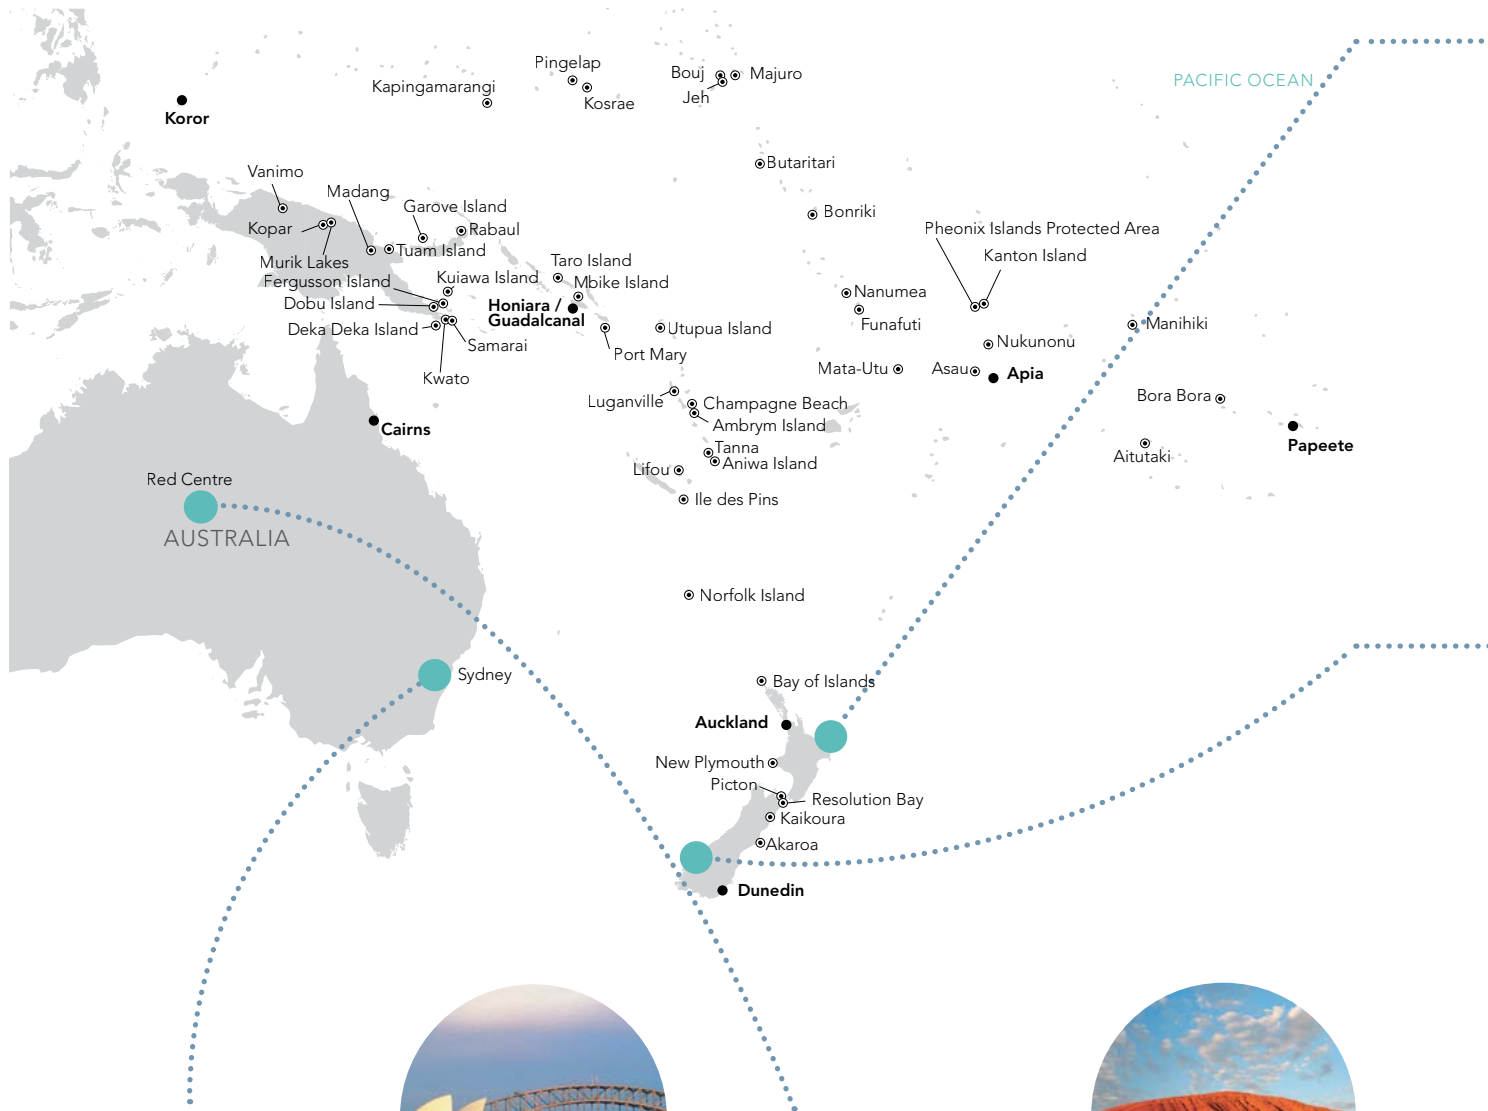 Pingelap
Bouj
Majuro
PACIFIC OCEAN
Kapingamarangi
Jeh
Kosrae
Koror
Butaritari
Vanimo
Madang
Garove Island
Bonriki
Kopar
Rabaul
Pheonix Islands Protected Area
Tuam Island
Kanton Island
Murik Lakes
Taro Island
Fergusson Island
Kuiawa Island
Mbike Island
Nanumea
Dobu Island
Honiara /
Guadalcanal
Funafuti
Manihiki
Deka Deka Island
Utupua Island
Samarai
Nukunonu
Port Mary
Mata-Utu
Asau
Apia
Kwato
Bora Bora
Luganville
Champagne Beach
Ambrym Island
Cairns
Papeete
Tanna
Aitutaki
Lifou
Aniwa Island
Red Centre
Ile des Pins
AUSTRALIA
Norfolk Island
Sydney
Bay of Islands
Auckland
New Plymouth
Picton
Resolution Bay
Kaikoura
Akaroa
Dunedin